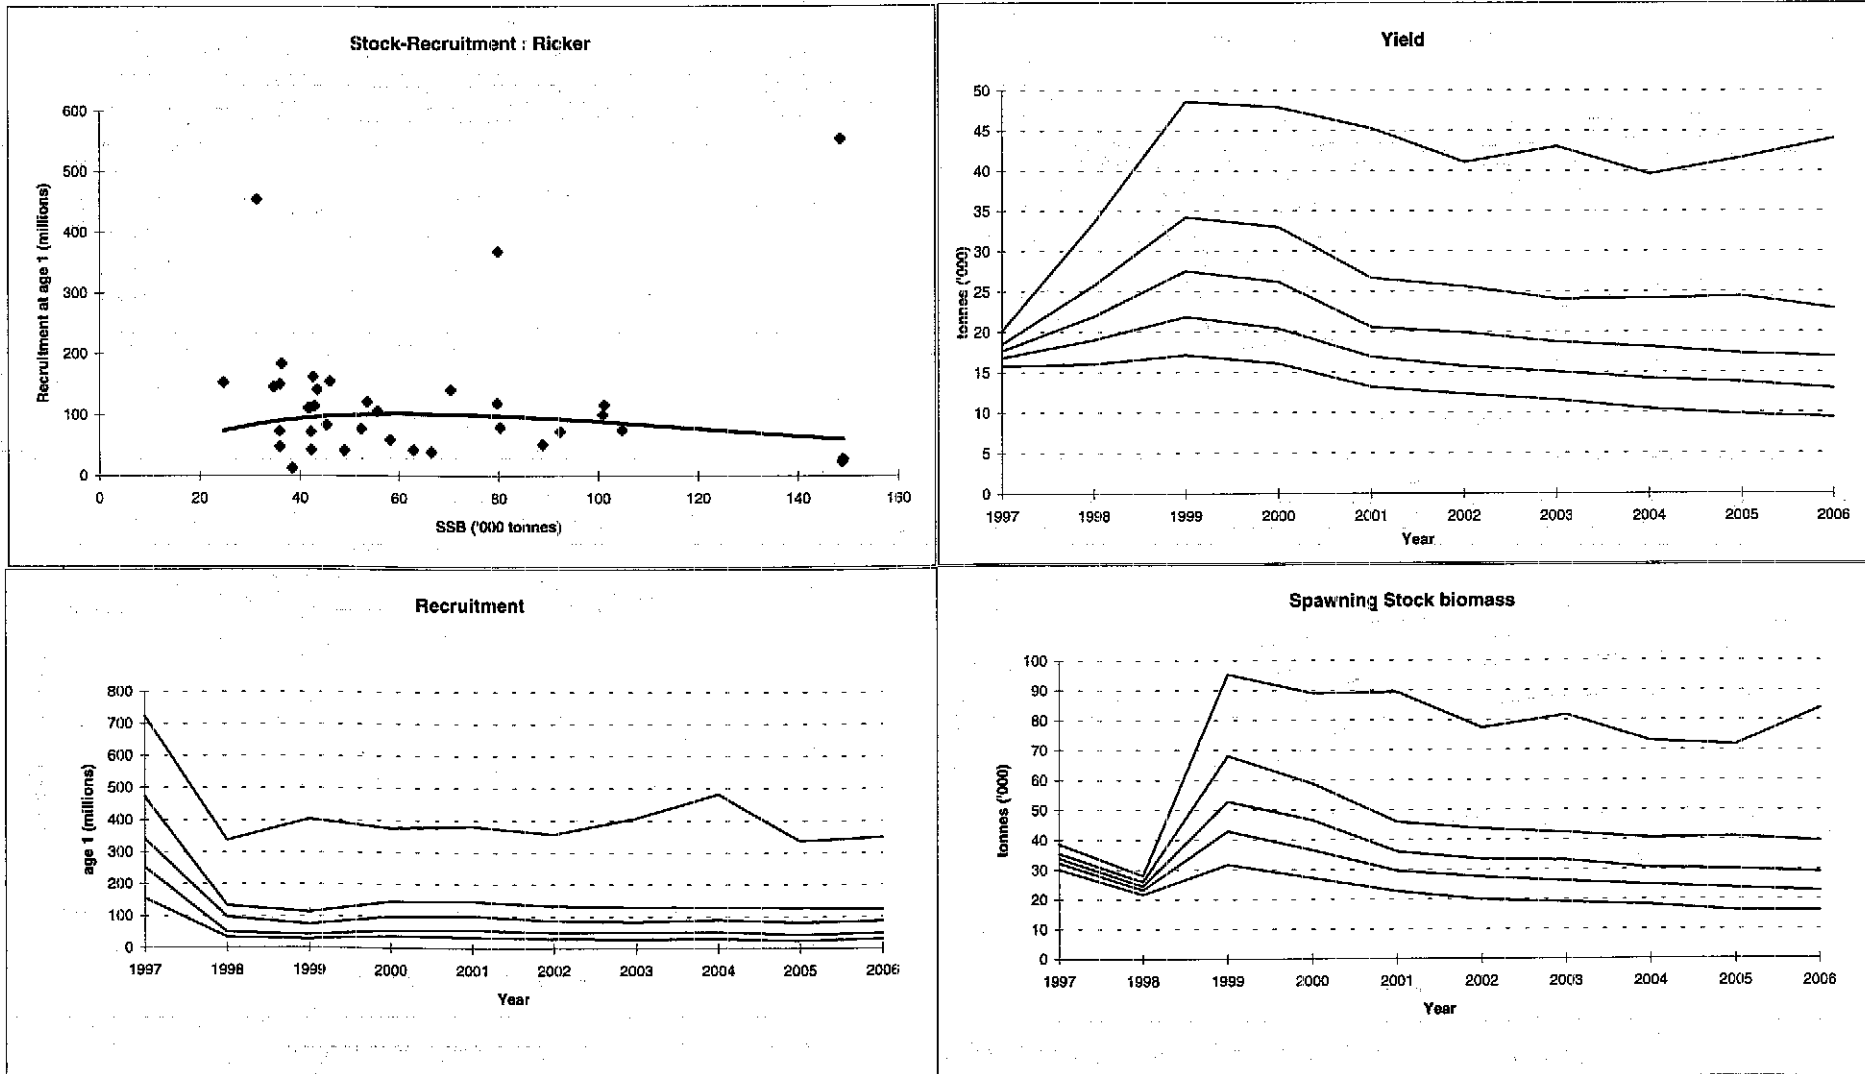 Stock-Recruitment : Ricker
Recruitment at age 1 (millions)
600
500
400
300
200
100
0
0 20 40 60 80 100 120 140 160
SSB ('000 tonnes)
Yield
tonnes ('000)
50
45
40
35
30
25
20
15
10
5
0
1997 1998 1999 2000 2001 2002 2003 2004 2005 2006
Year
Recruitment
age 1 (millions)
800
700
600
500
400
300
200
100
0
1997 1998 1999 2000 2001 2002 2003 2004 2005 2006
Year
Spawning Stock biomass
tonnes ('000)
100
90
80
70
60
50
40
30
20
10
0
1997 1998 1999 2000 2001 2002 2003 2004 2005 2006
Year